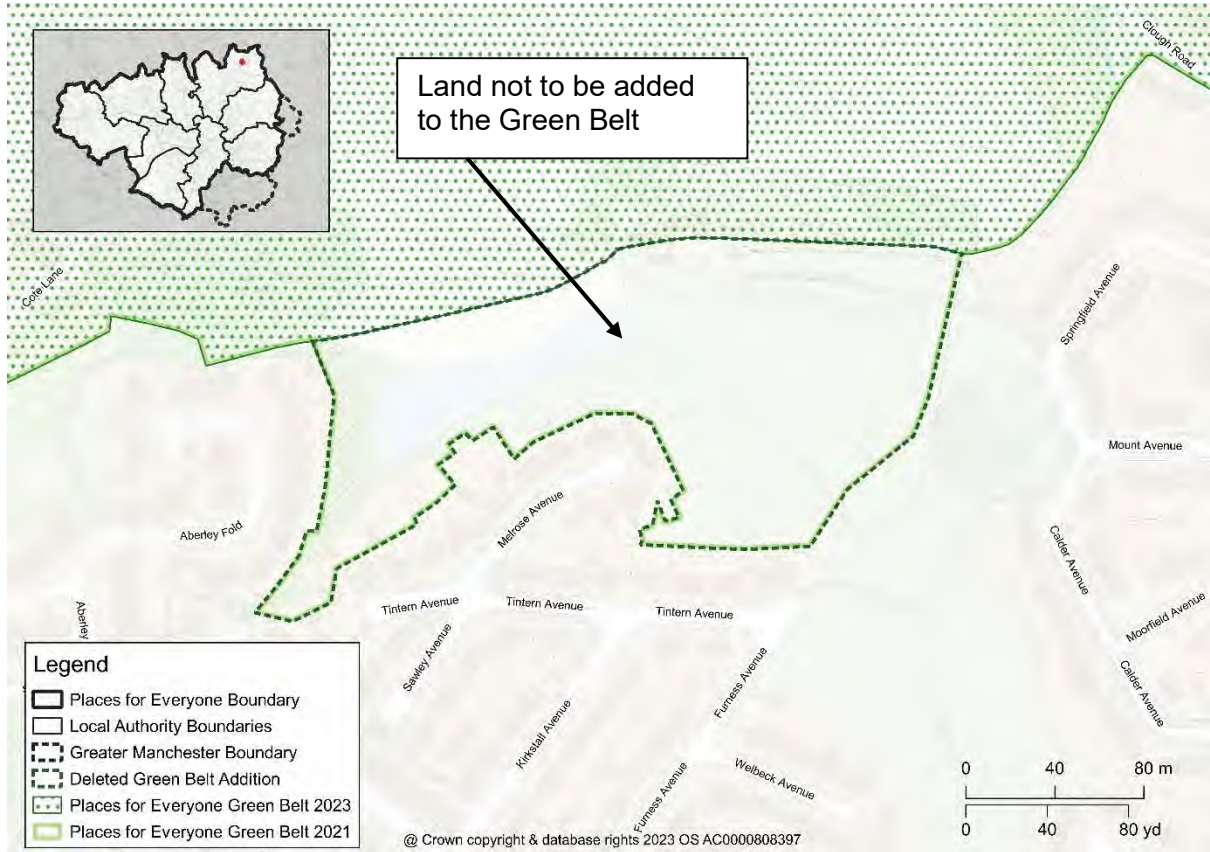 Clough Road
Land not to be added
to the Green Belt
Cote Lane
Springfield Avenue
Mount Avenue
Melrose Avenue
Aberley Fold
Calder Avenue
Tintern Avenue
Tintern Avenue
Tintern Avenue
Aberley
Moorfield Avenue
Sawley Avenue
Furness Avenue
Calder Avenue
Kirkstall Avenue
Welbeck Avenue
Furness Avenue
Legend
Places for Everyone Boundary
Local Authority Boundaries
Greater Manchester Boundary
Deleted Green Belt Addition
Places for Everyone Green Belt 2023
Places for Everyone Green Belt 2021
0 40 80 m
0 40 80 yd
@ Crown copyright & database rights 2023 OS AC0000808397